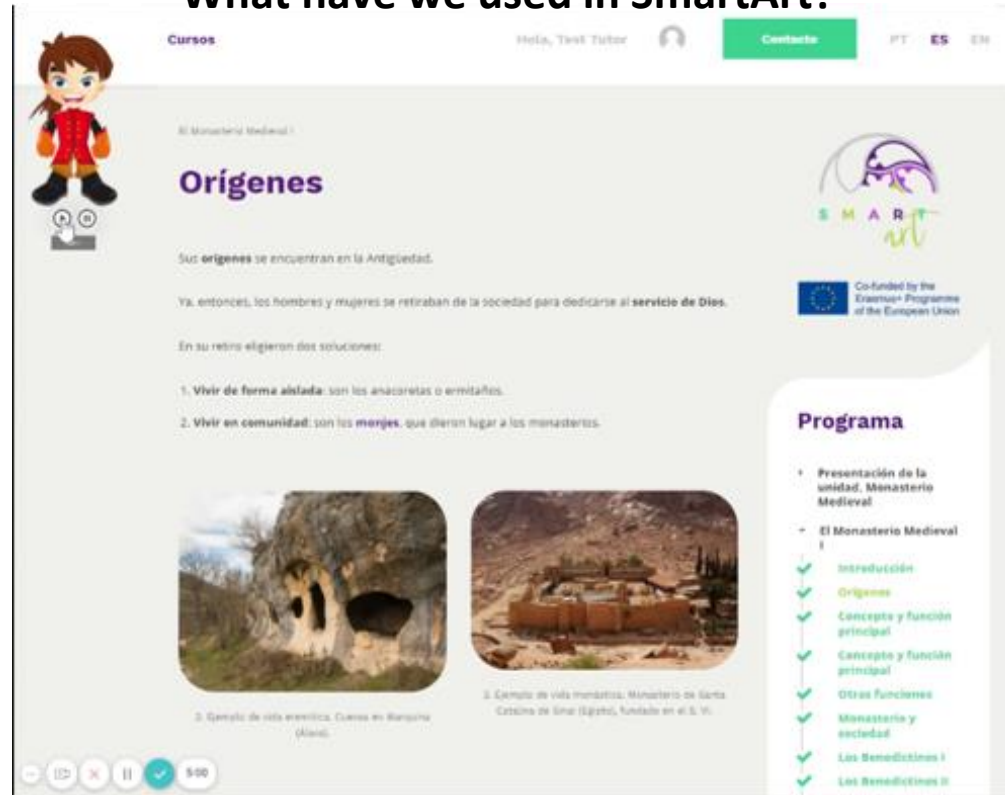 What have we used in SmartArt?
Cursos
Hola, Test Tutor
Contacto
PT ES EN
El Monasterio Medieval I
Orígenes
Sus orígenes se encuentran en la Antigüedad.
Ya, entonces, los hombres y mujeres se retiraban de la sociedad para dedicarse al servicio de Dios.
En su retiro eligieron dos soluciones:
1. Vivir de forma aislada: son los anacoretas o ermitaños.
2. Vivir en comunidad: son los monjes, que dieron lugar a los monasterios.
2. Ejemplo de vida eremítica. Cuevas en Marquina
(Álava).
3. Ejemplo de vida monástica. Monasterio de Santa
Catalina de Sinaí (Egipto), fundado en el S. VI.
SMART
art
Co-funded by the
Erasmus+ Programme
of the European Union
Programa
Presentación de la
unidad. Monasterio
Medieval
El Monasterio Medieval
I
Introducción
Orígenes
Concepto y función
principal
Concepto y función
principal
Otras funciones
Monasterio y
sociedad
Los Benedictinos I
Los Benedictinos II
5:00